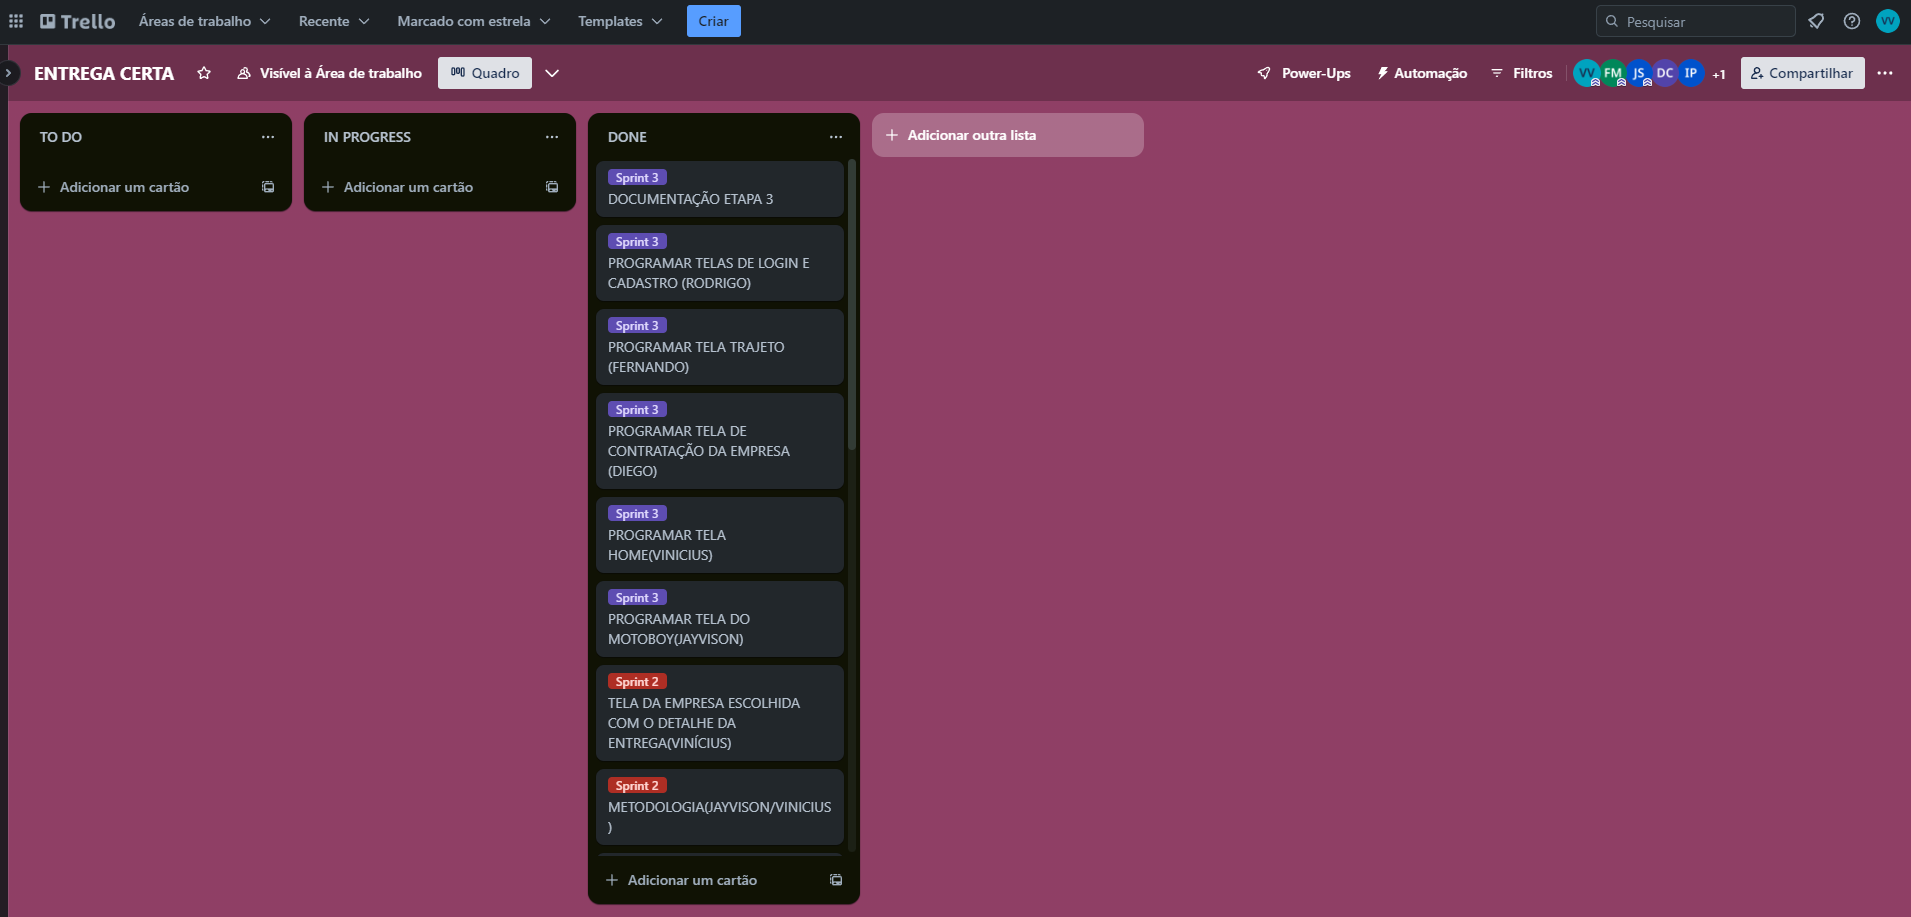 Trello Áreas de trabalho Recente Marcado com estrela Templates Criar Pesquisar VV
ENTREGA CERTA Visível à Área de trabalho Quadro Power-Ups Automação Filtros VV FM JS DC IP +1 Compartilhar
TO DO
Adicionar um cartão
IN PROGRESS
Adicionar um cartão
DONE
Sprint 3
DOCUMENTAÇÃO ETAPA 3
Sprint 3
PROGRAMAR TELAS DE LOGIN E
CADASTRO (RODRIGO)
Sprint 3
PROGRAMAR TELA TRAJETO
(FERNANDO)
Sprint 3
PROGRAMAR TELA DE
CONTRATAÇÃO DA EMPRESA
(DIEGO)
Sprint 3
PROGRAMAR TELA
HOME(VINICIUS)
Sprint 3
PROGRAMAR TELA DO
MOTOBOY(JAYVISON)
Sprint 2
TELA DA EMPRESA ESCOLHIDA
COM O DETALHE DA
ENTREGA(VINÍCIUS)
Sprint 2
METODOLOGIA(JAYVISON/VINICIUS
)
Adicionar um cartão
Adicionar outra lista